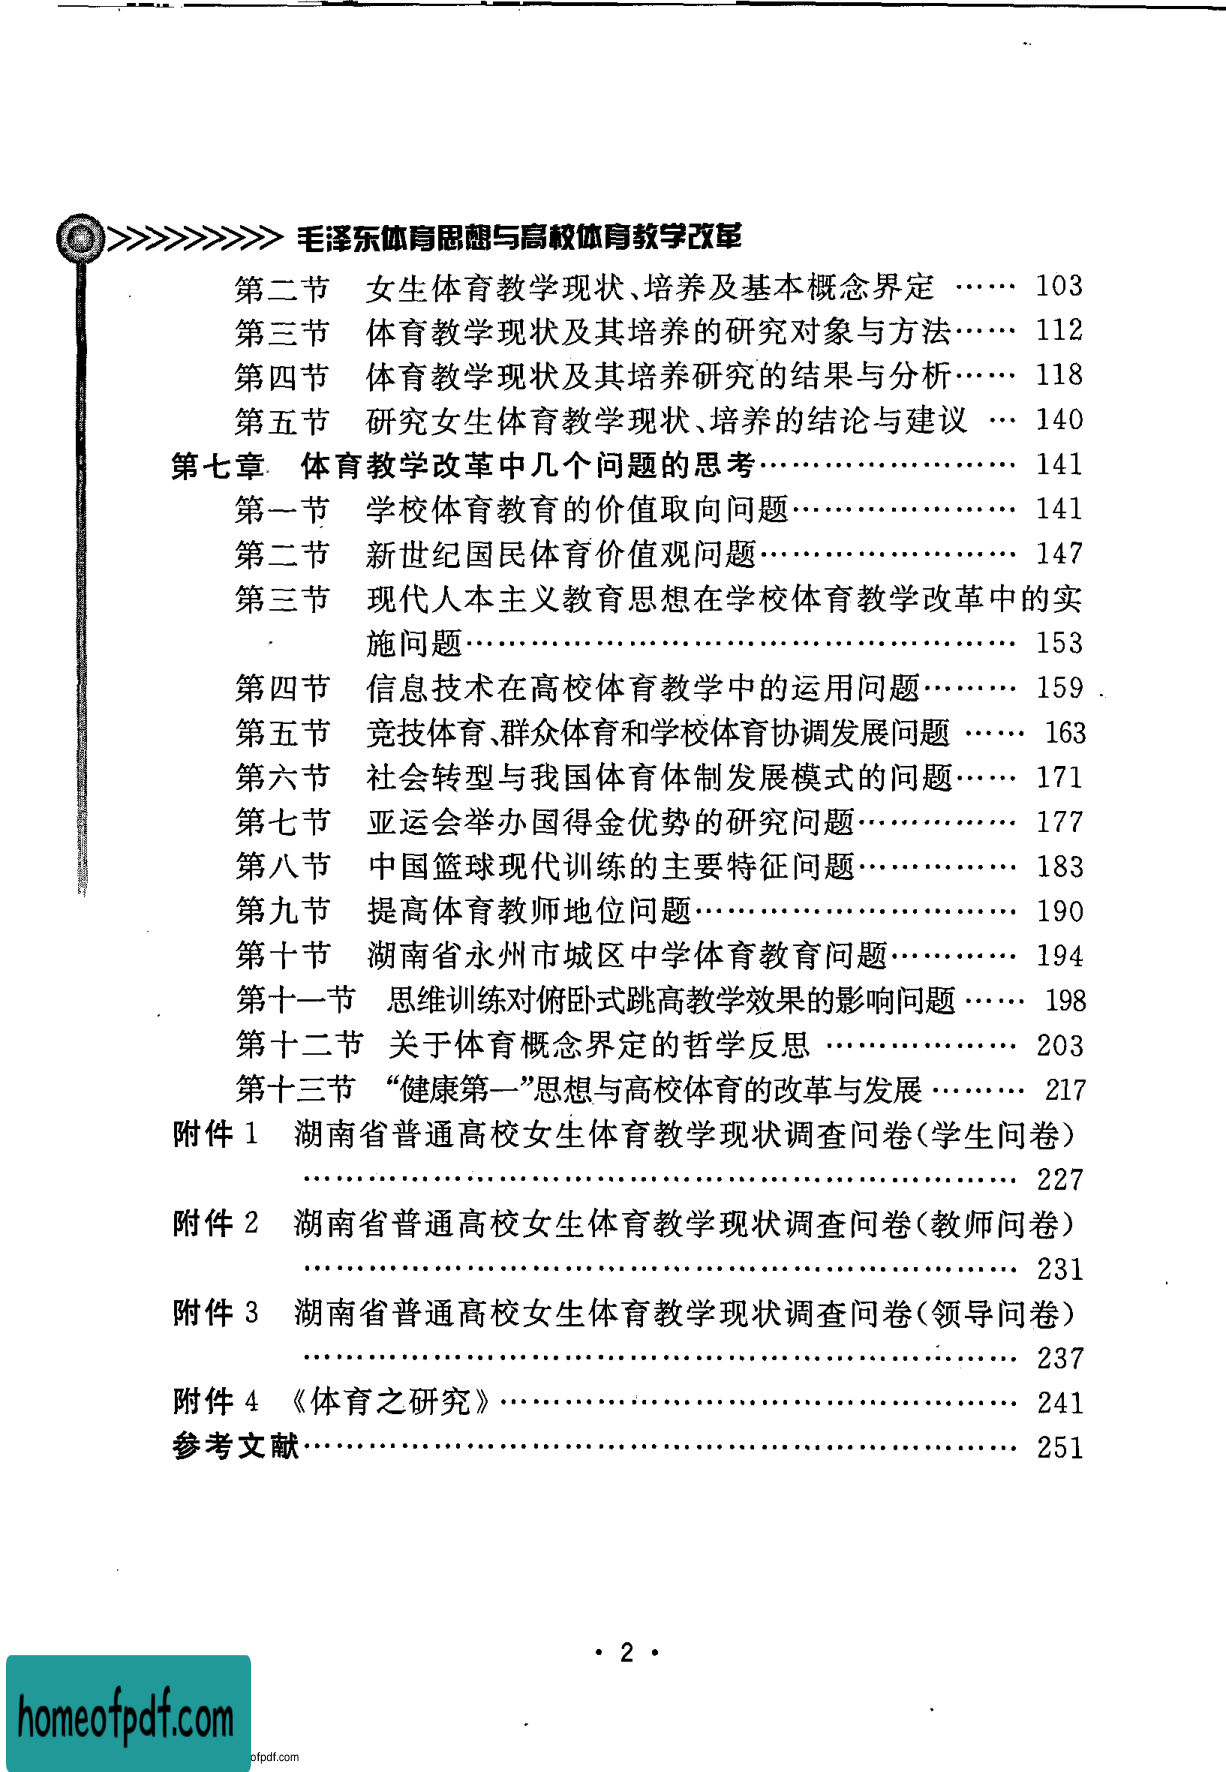 毛泽东体育思想与高校体育教学改革
第二节 女生体育教学现状、培养及基本概念界定 …… 103
第三节 体育教学现状及其培养的研究对象与方法…… 112
第四节 体育教学现状及其培养研究的结果与分析…… 118
第五节 研究女生体育教学现状、培养的结论与建议 … 140
第七章 体育教学改革中几个问题的思考…………………… 141
第一节 学校体育教育的价值取向问题………………… 141
第二节 新世纪国民体育价值观问题…………………… 147
第三节 现代人本主义教育思想在学校体育教学改革中的实
施问题…………………………………………… 153
第四节 信息技术在高校体育教学中的运用问题……… 159
第五节 竞技体育、群众体育和学校体育协调发展问题 …… 163
第六节 社会转型与我国体育体制发展模式的问题…… 171
第七节 亚运会举办国得金优势的研究问题…………… 177
第八节 中国篮球现代训练的主要特征问题…………… 183
第九节 提高体育教师地位问题………………………… 190
第十节 湖南省永州市城区中学体育教育问题………… 194
第十一节 思维训练对俯卧式跳高教学效果的影响问题 …… 198
第十二节 关于体育概念界定的哲学反思 ……………… 203
第十三节 “健康第一”思想与高校体育的改革与发展 ……… 217
附件 1 湖南省普通高校女生体育教学现状调查问卷（学生问卷）
………………………………………………………… 227
附件 2 湖南省普通高校女生体育教学现状调查问卷（教师问卷）
………………………………………………………… 231
附件 3 湖南省普通高校女生体育教学现状调查问卷（领导问卷）
………………………………………………………… 237
附件 4 《体育之研究》………………………………………… 241
参考文献………………………………………………………… 251
· 2 ·
homeofpdf.com
ofpdf.com